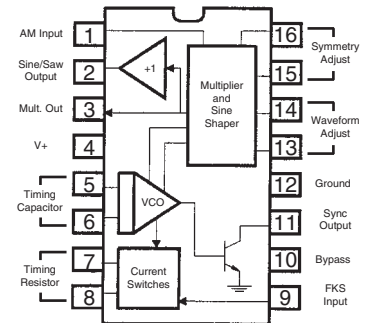 AM Input
1
Sine/Saw
Output
2
Mult. Out
3
V+
4
Timing
Capacitor
5
6
Timing
Resistor
7
8
+1
Multiplier
and
Sine
Shaper
VCO
Current
Switches
16
Symmetry
Adjust
15
14
Waveform
Adjust
13
12
Ground
11
Sync
Output
10
Bypass
9
FKS
Input